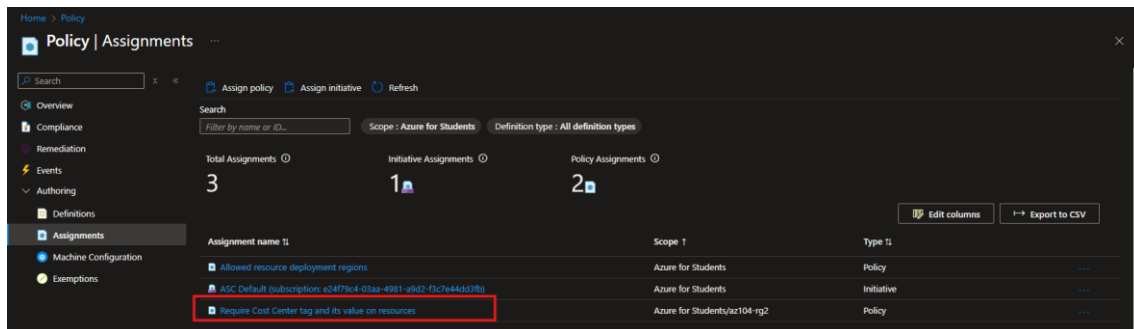 Home > Policy
Policy | Assignments ...
Search
Overview
Compliance
Remediation
Events
Authoring
Definitions
Assignments
Machine Configuration
Exemptions
Assign policy Assign initiative Refresh
Search
Filter by name or ID... Scope : Azure for Students Definition type : All definition types
Total Assignments Initiative Assignments Policy Assignments
3 1 2
Edit columns Export to CSV
Assignment name Scope Type
Allowed resource deployment regions Azure for Students Policy ...
ASC Default (subscription: e24f79c4-03aa-4981-a9d2-f3c7e44dd3fb) Azure for Students Initiative ...
Require Cost Center tag and its value on resources Azure for Students/az104-rg2 Policy ...